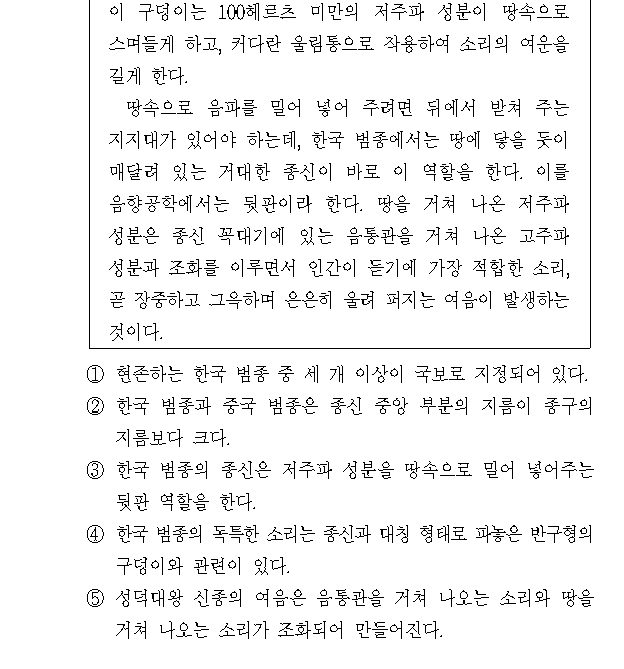 이 구덩이는 100헤르츠 미만의 저주파 성분이 땅속으로
스며들게 하고, 커다란 울림통으로 작용하여 소리의 여운을
길게 한다.
땅속으로 음파를 밀어 넣어 주려면 뒤에서 받쳐 주는
지지대가 있어야 하는데, 한국 범종에서는 땅에 닿을 듯이
매달려 있는 거대한 종신이 바로 이 역할을 한다. 이를
음향공학에서는 뒷판이라 한다. 땅을 거쳐 나온 저주파
성분은 종신 꼭대기에 있는 음통관을 거쳐 나온 고주파
성분과 조화를 이루면서 인간이 듣기에 가장 적합한 소리,
곧 장중하고 그윽하며 은은히 울려 퍼지는 여음이 발생하는
것이다.
① 현존하는 한국 범종 중 세 개 이상이 국보로 지정되어 있다.
② 한국 범종과 중국 범종은 종신 중앙 부분의 지름이 종구의
지름보다 크다.
③ 한국 범종의 종신은 저주파 성분을 땅속으로 밀어 넣어주는
뒷판 역할을 한다.
④ 한국 범종의 독특한 소리는 종신과 대칭 형태로 파놓은 반구형의
구덩이와 관련이 있다.
⑤ 성덕대왕 신종의 여음은 음통관을 거쳐 나오는 소리와 땅을
거쳐 나오는 소리가 조화되어 만들어진다.